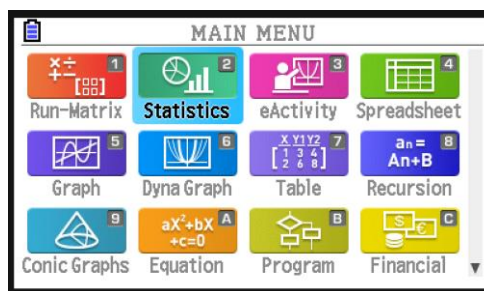 MAIN MENU
×÷ +− [88] 1
2
3
4
Run-Matrix Statistics eActivity Spreadsheet
5
6
X Y1Y2 7
1 3 4
2 6 8
an= 8
An+B
Graph Dyna Graph Table Recursion
9
aX²+bX A
+c=0
B
$ € C
Conic Graphs Equation Program Financial